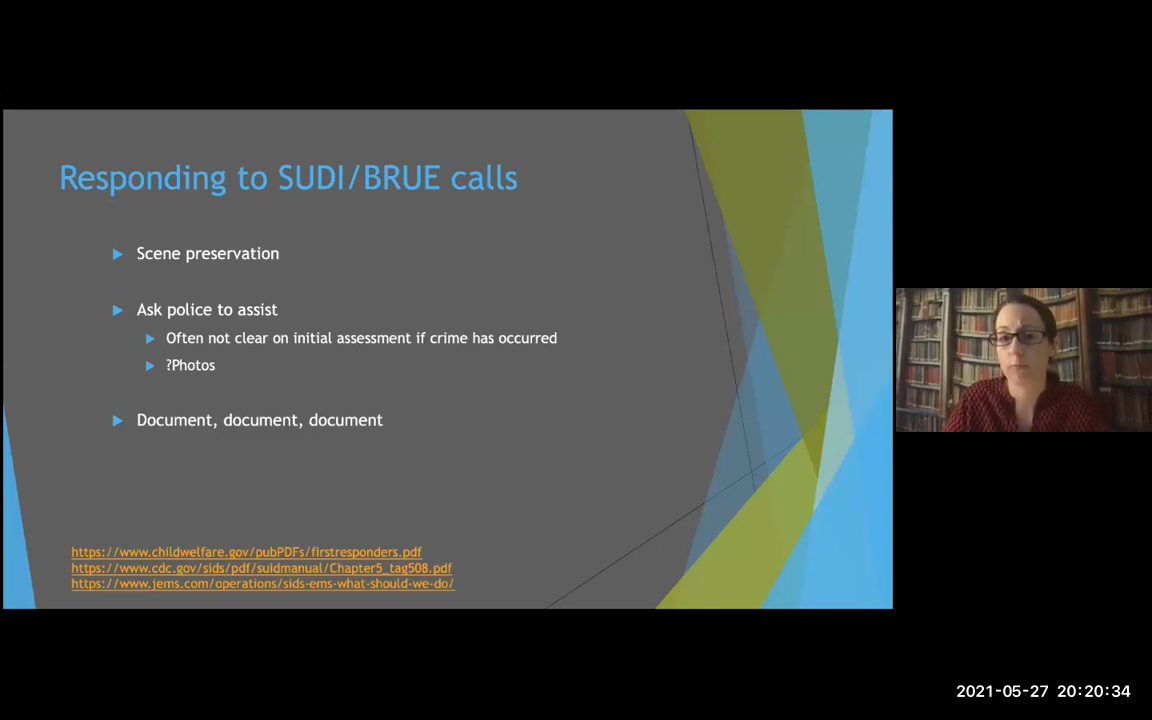 Responding to SUDI/BRUE calls
Scene preservation
Ask police to assist
Often not clear on initial assessment if crime has occurred
?Photos
Document, document, document
https://www.childwelfare.gov/pubPDFs/firstresponders.pdf
https://www.cdc.gov/sids/pdf/suidmanual/Chapter5_tag508.pdf
https://www.jems.com/operations/sids-ems-what-should-we-do/
2021-05-27 20:20:34